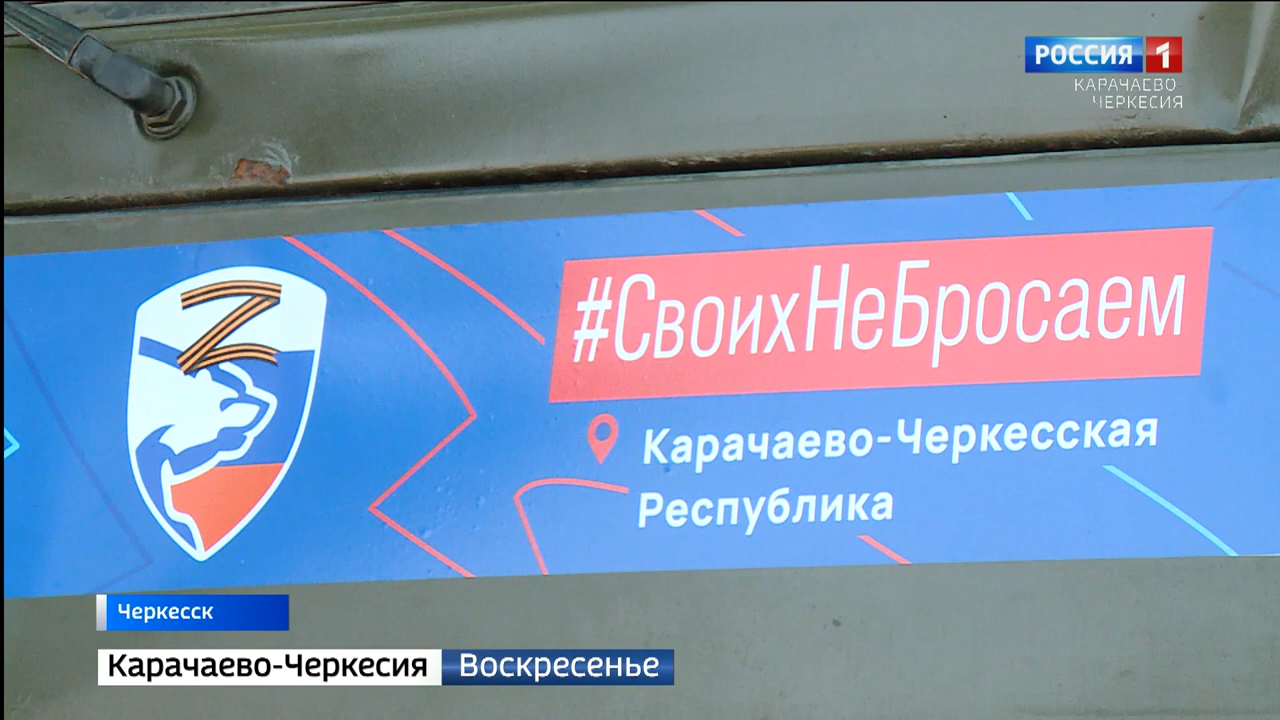 РОССИЯ 1
КАРАЧАЕВО
ЧЕРКЕСИЯ
Z
#СвоихНеБросаем
Карачаево-Черкесская
Республика
Черкесск
Карачаево-Черкесия Воскресенье